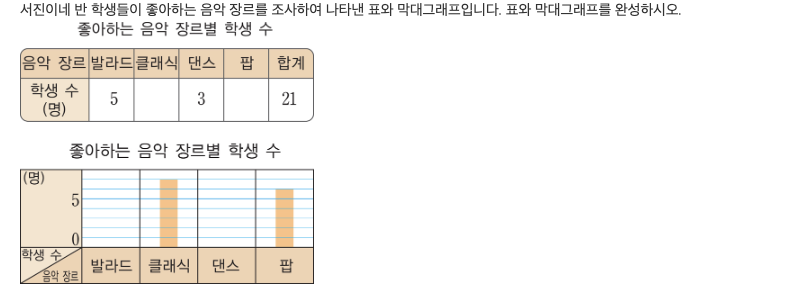 서진이네 반 학생들이 좋아하는 음악 장르를 조사하여 나타낸 표와 막대그래프입니다. 표와 막대그래프를 완성하시오.
좋아하는 음악 장르별 학생 수
음악 장르 발라드 클래식 댄스 팝 합계
학생 수 (명) 5 3 21
좋아하는 음악 장르별 학생 수
(명)
5
0
학생 수
음악 장르 발라드 클래식 댄스 팝